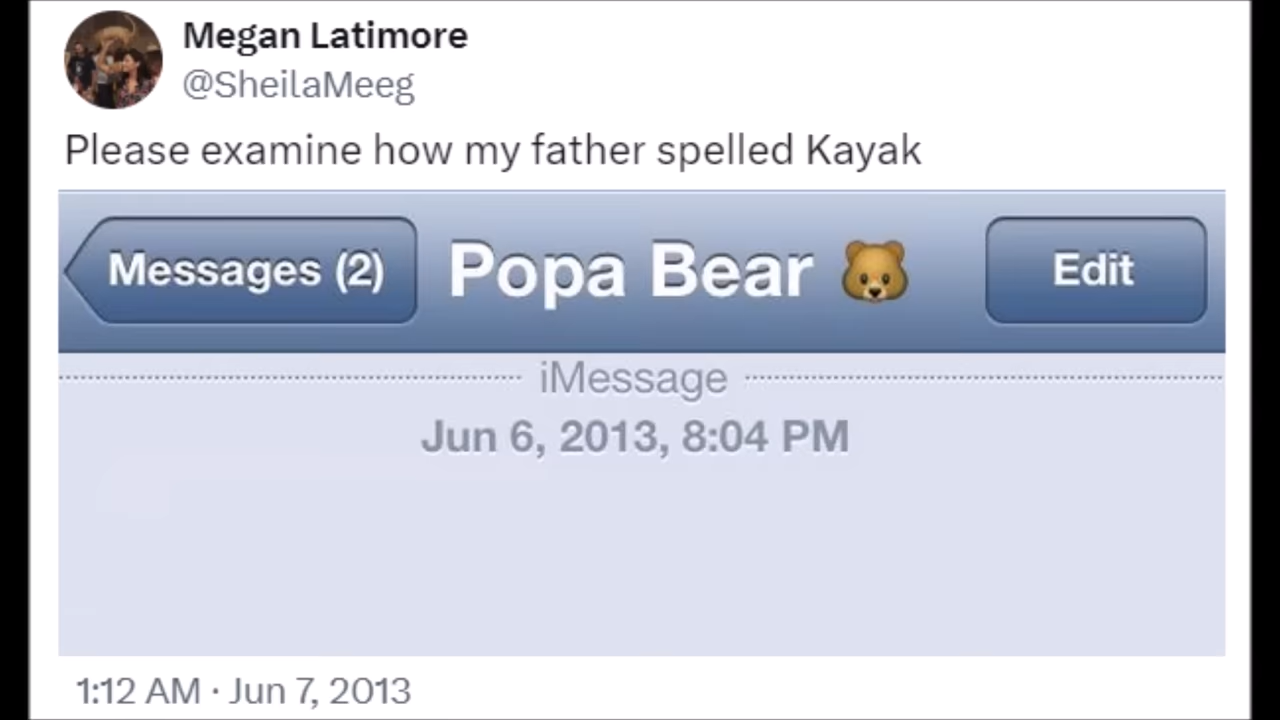 Megan Latimore
@SheilaMeeg
Please examine how my father spelled Kayak
Messages (2)
Popa Bear 🐻
Edit
iMessage
Jun 6, 2013, 8:04 PM
1:12 AM · Jun 7, 2013